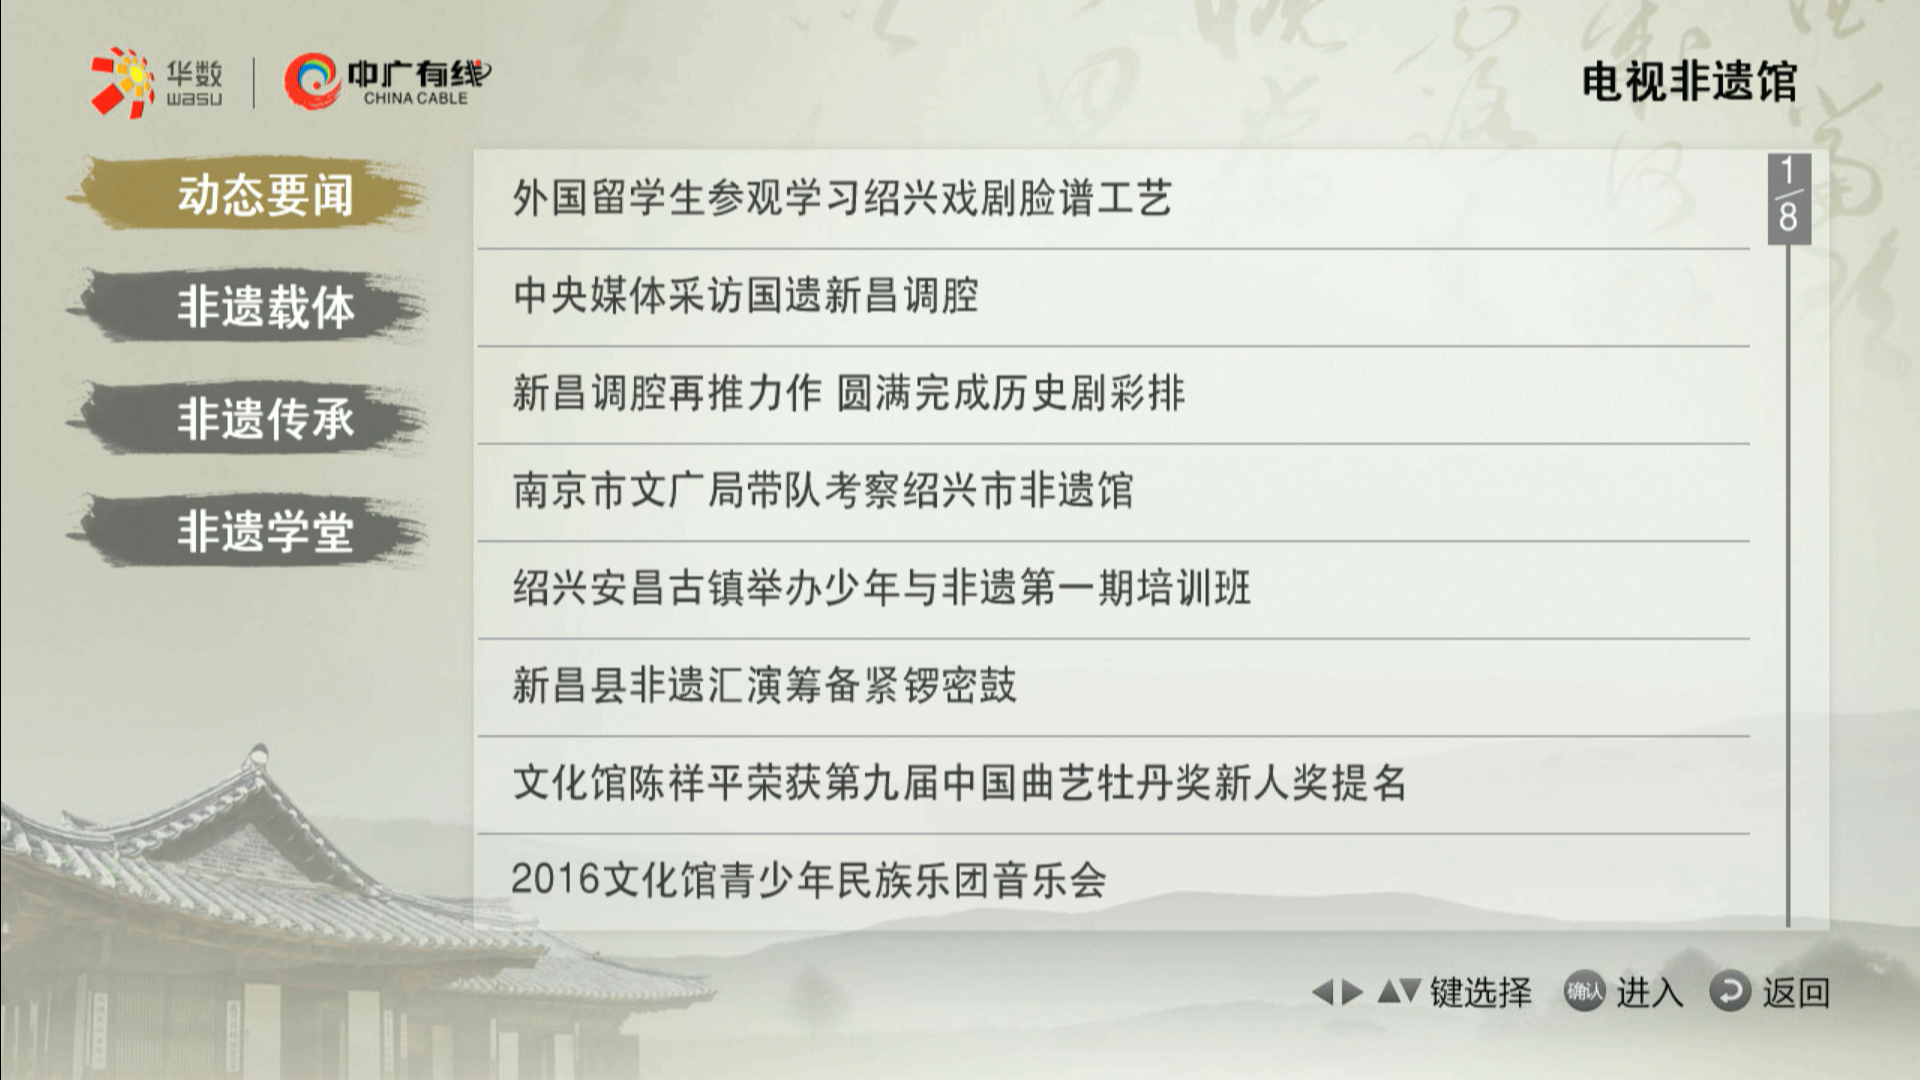 华数
wasu
中广有线
CHINA CABLE
电视非遗馆
动态要闻
非遗载体
非遗传承
非遗学堂
外国留学生参观学习绍兴戏剧脸谱工艺
中央媒体采访国遗新昌调腔
新昌调腔再推力作 圆满完成历史剧彩排
南京市文广局带队考察绍兴市非遗馆
绍兴安昌古镇举办少年与非遗第一期培训班
新昌县非遗汇演筹备紧锣密鼓
文化馆陈祥平荣获第九届中国曲艺牡丹奖新人奖提名
2016文化馆青少年民族乐团音乐会
1/8
键选择 确认 进入 返回